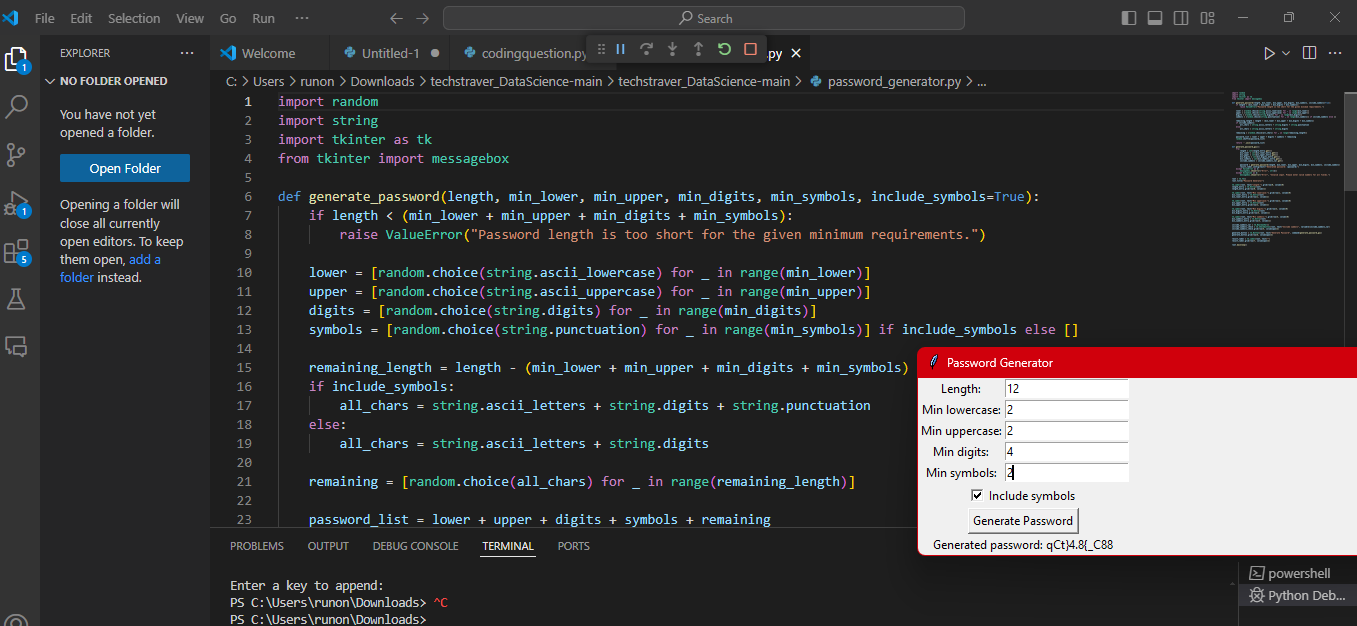 File Edit Selection View Go Run ··· Search
EXPLORER ···
NO FOLDER OPENED
You have not yet
opened a folder.
Open Folder
Opening a folder will
close all currently
open editors. To keep
them open, add a
folder instead.
1
1
5
Welcome Untitled-1 codingquestion.py .py
C: > Users > runon > Downloads > techstraver_DataScience-main > techstraver_DataScience-main > password_generator.py > ...
1 import random
2 import string
3 import tkinter as tk
4 from tkinter import messagebox
5
6 def generate_password(length, min_lower, min_upper, min_digits, min_symbols, include_symbols=True):
7 if length < (min_lower + min_upper + min_digits + min_symbols):
8 raise ValueError("Password length is too short for the given minimum requirements.")
9
10 lower = [random.choice(string.ascii_lowercase) for _ in range(min_lower)]
11 upper = [random.choice(string.ascii_uppercase) for _ in range(min_upper)]
12 digits = [random.choice(string.digits) for _ in range(min_digits)]
13 symbols = [random.choice(string.punctuation) for _ in range(min_symbols)] if include_symbols else []
14
15 remaining_length = length - (min_lower + min_upper + min_digits + min_symbols)
16 if include_symbols:
17 all_chars = string.ascii_letters + string.digits + string.punctuation
18 else:
19 all_chars = string.ascii_letters + string.digits
20
21 remaining = [random.choice(all_chars) for _ in range(remaining_length)]
22
23 password_list = lower + upper + digits + symbols + remaining
Password Generator
Length: 12
Min lowercase: 2
Min uppercase: 2
Min digits: 4
Min symbols: 2
Include symbols
Generate Password
Generated password: qCt}4.8{_C88
PROBLEMS OUTPUT DEBUG CONSOLE TERMINAL PORTS
Enter a key to append:
PS C:\Users\runon\Downloads> ^C
PS C:\Users\runon\Downloads>
powershell
Python Deb...